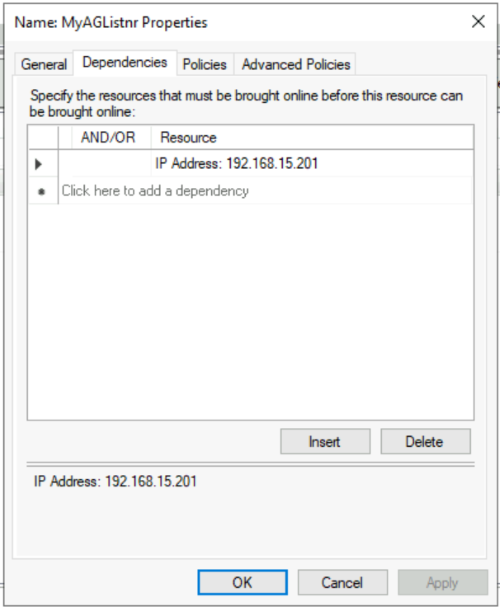 Name: MyAGListnr Properties
General Dependencies Policies Advanced Policies
Specify the resources that must be brought online before this resource can
be brought online:
AND/OR Resource
IP Address: 192.168.15.201
Click here to add a dependency
Insert Delete
IP Address: 192.168.15.201
OK Cancel Apply